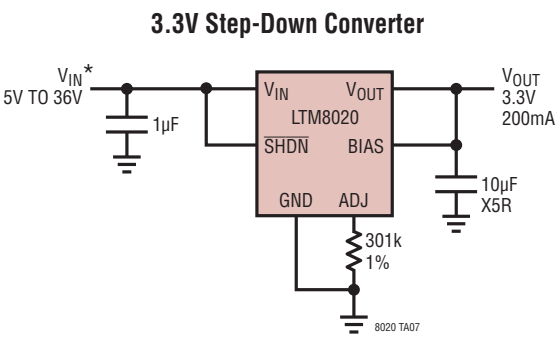 3.3V Step-Down Converter
VIN*
5V TO 36V
1µF
VIN
VOUT
LTM8020
SHDN
BIAS
GND
ADJ
VOUT
3.3V
200mA
10µF
X5R
301k
1%
8020 TA07